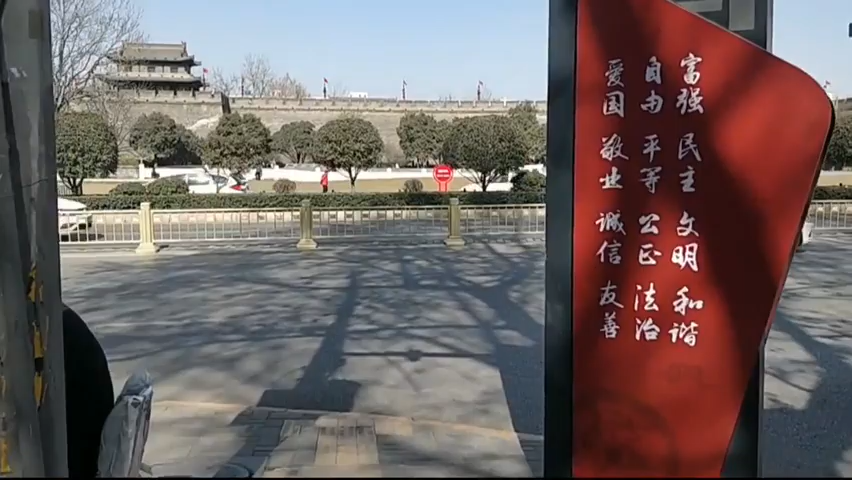 富强 民主 文明 和谐
自由 平等 公正 法治
爱国 敬业 诚信 友善